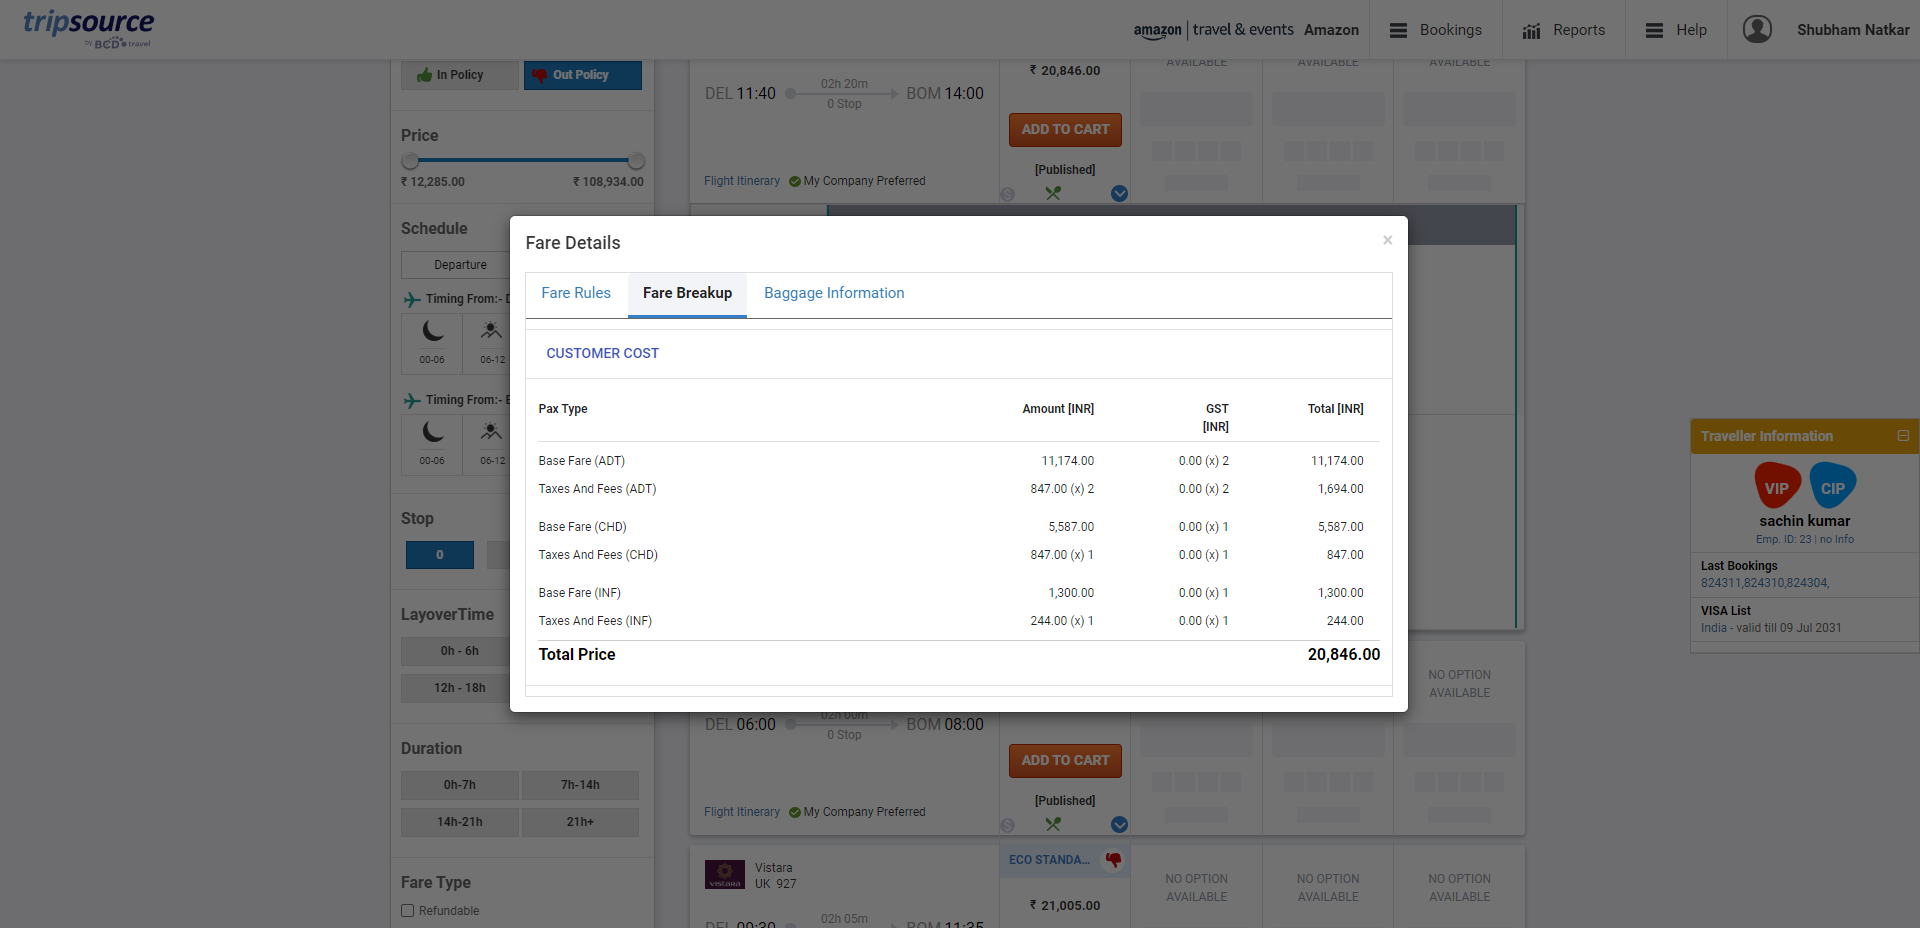 tripsource
by BCD travel
amazon | travel & events Amazon
Bookings
Reports
Help
Shubham Natkar
In Policy
Out Policy
Price
₹ 12,285.00
₹ 108,934.00
Schedule
Departure
Timing From:-
00-06
06-12
Timing From:-
00-06
06-12
Stop
0
LayoverTime
0h - 6h
12h - 18h
Duration
0h-7h
7h-14h
14h-21h
21h+
Fare Type
Refundable
DEL 11:40
02h 20m
0 Stop
BOM 14:00
₹ 20,846.00
ADD TO CART
[Published]
Flight Itinerary
My Company Preferred
AVAILABLE
AVAILABLE
AVAILABLE
Fare Details
×
Fare Rules
Fare Breakup
Baggage Information
CUSTOMER COST
Pax Type Amount [INR] GST [INR] Total [INR]
Base Fare (ADT) 11,174.00 0.00 (x) 2 11,174.00
Taxes And Fees (ADT) 847.00 (x) 2 0.00 (x) 2 1,694.00
Base Fare (CHD) 5,587.00 0.00 (x) 1 5,587.00
Taxes And Fees (CHD) 847.00 (x) 1 0.00 (x) 1 847.00
Base Fare (INF) 1,300.00 0.00 (x) 1 1,300.00
Taxes And Fees (INF) 244.00 (x) 1 0.00 (x) 1 244.00
Total Price 20,846.00
NO OPTION
AVAILABLE
DEL 06:00
02h 00m
0 Stop
BOM 08:00
ADD TO CART
[Published]
Flight Itinerary
My Company Preferred
VISTARA
Vistara
UK 927
ECO STANDA...
₹ 21,005.00
NO OPTION
AVAILABLE
NO OPTION
AVAILABLE
NO OPTION
AVAILABLE
DEL 09:30
02h 05m
BOM 11:35
Traveller Information
VIP
CIP
sachin kumar
Emp. ID: 23 | no Info
Last Bookings
824311,824310,824304,
VISA List
India - valid till 09 Jul 2031